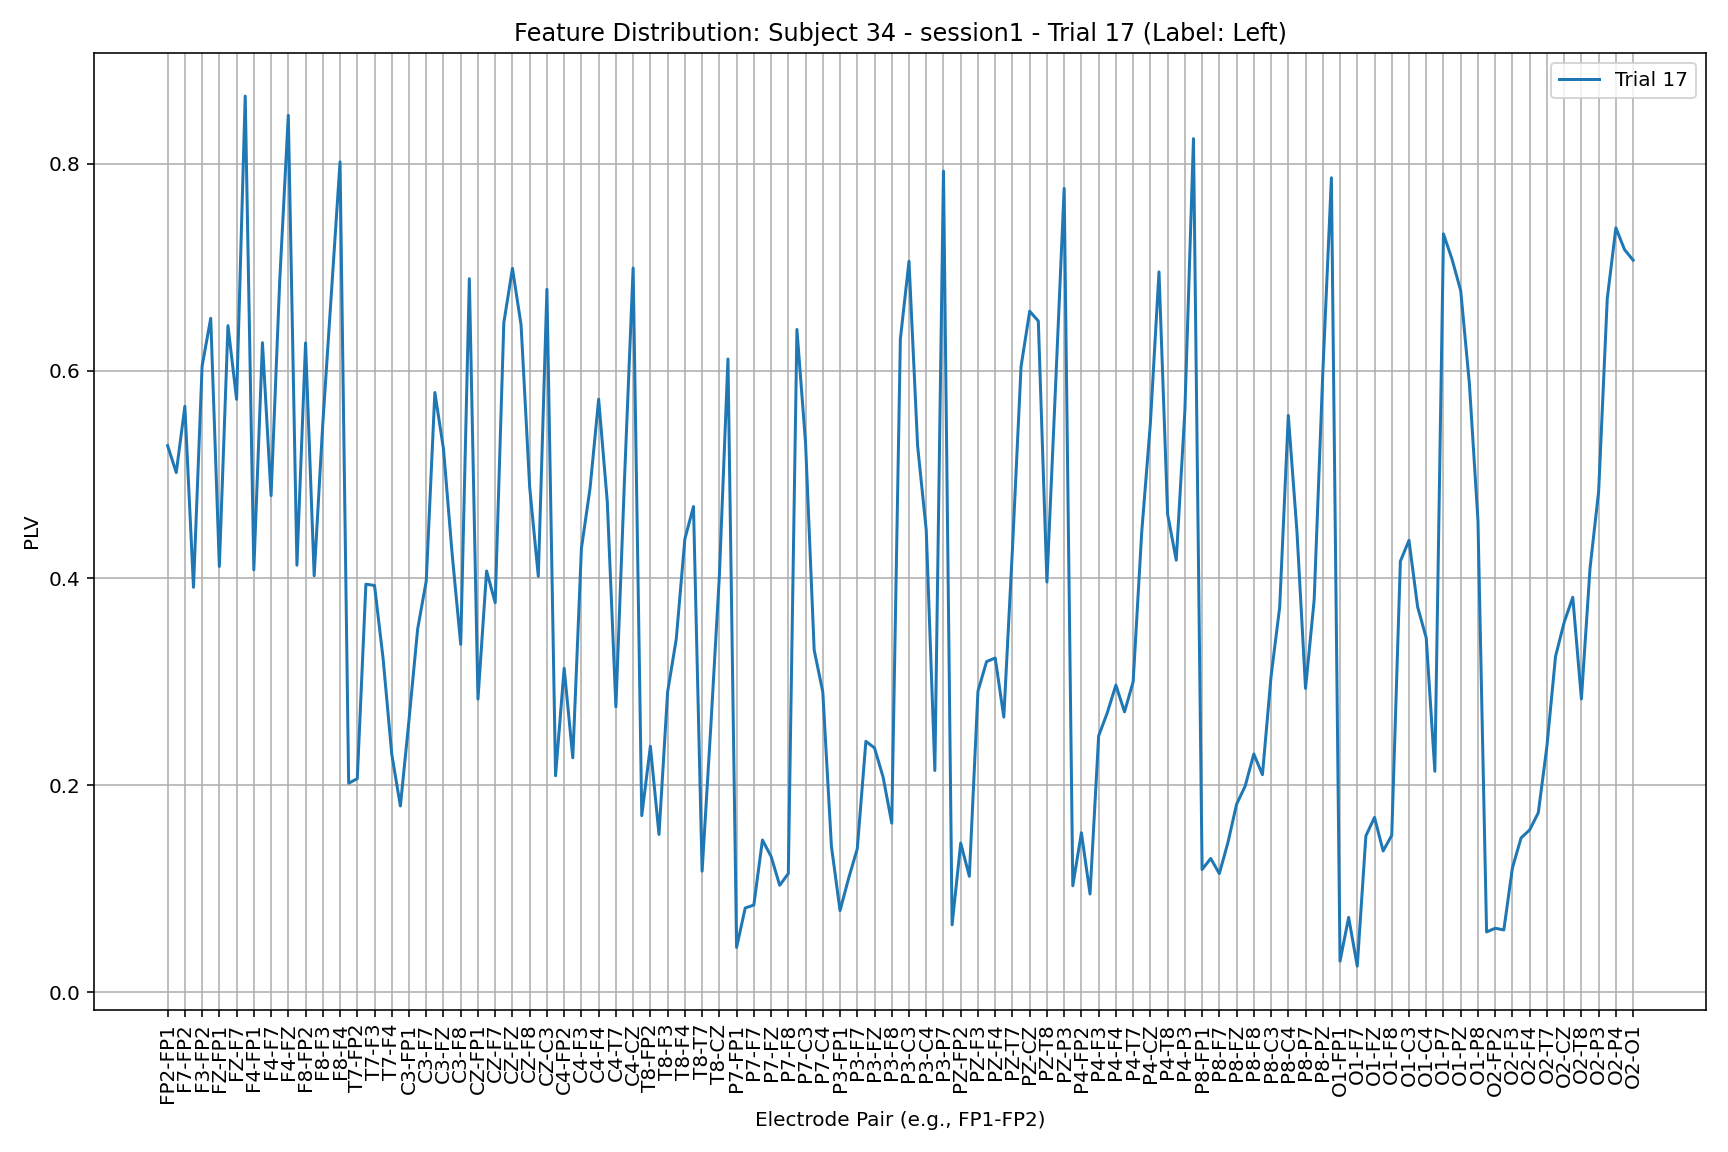 Feature Distribution: Subject 34 - session1 - Trial 17 (Label: Left)
Trial 17
PLV
0.8
0.6
0.4
0.2
0.0
FP2-FP1
F7-FP2
F3-FP2
FZ-FP1
FZ-F7
F4-FP1
F4-F7
F4-FZ
F8-FP2
F8-F3
F8-F4
T7-FP2
T7-F3
T7-F4
C3-FP1
C3-F7
C3-FZ
C3-F8
CZ-FP1
CZ-F7
CZ-FZ
CZ-F8
CZ-C3
C4-FP2
C4-F3
C4-F4
C4-T7
C4-CZ
T8-FP2
T8-F3
T8-F4
T8-T7
T8-CZ
P7-FP1
P7-F7
P7-FZ
P7-F8
P7-C3
P7-C4
P3-FP1
P3-F7
P3-FZ
P3-F8
P3-C3
P3-C4
P3-P7
PZ-FP2
PZ-F3
PZ-F4
PZ-T7
PZ-CZ
PZ-T8
PZ-P3
P4-FP2
P4-F3
P4-F4
P4-T7
P4-CZ
P4-T8
P4-P3
P8-FP1
P8-F7
P8-FZ
P8-F8
P8-C3
P8-C4
P8-P7
P8-PZ
O1-FP1
O1-F7
O1-FZ
O1-F8
O1-C3
O1-C4
O1-P7
O1-PZ
O1-P8
O2-FP2
O2-F3
O2-F4
O2-T7
O2-CZ
O2-T8
O2-P3
O2-P4
O2-O1
Electrode Pair (e.g., FP1-FP2)